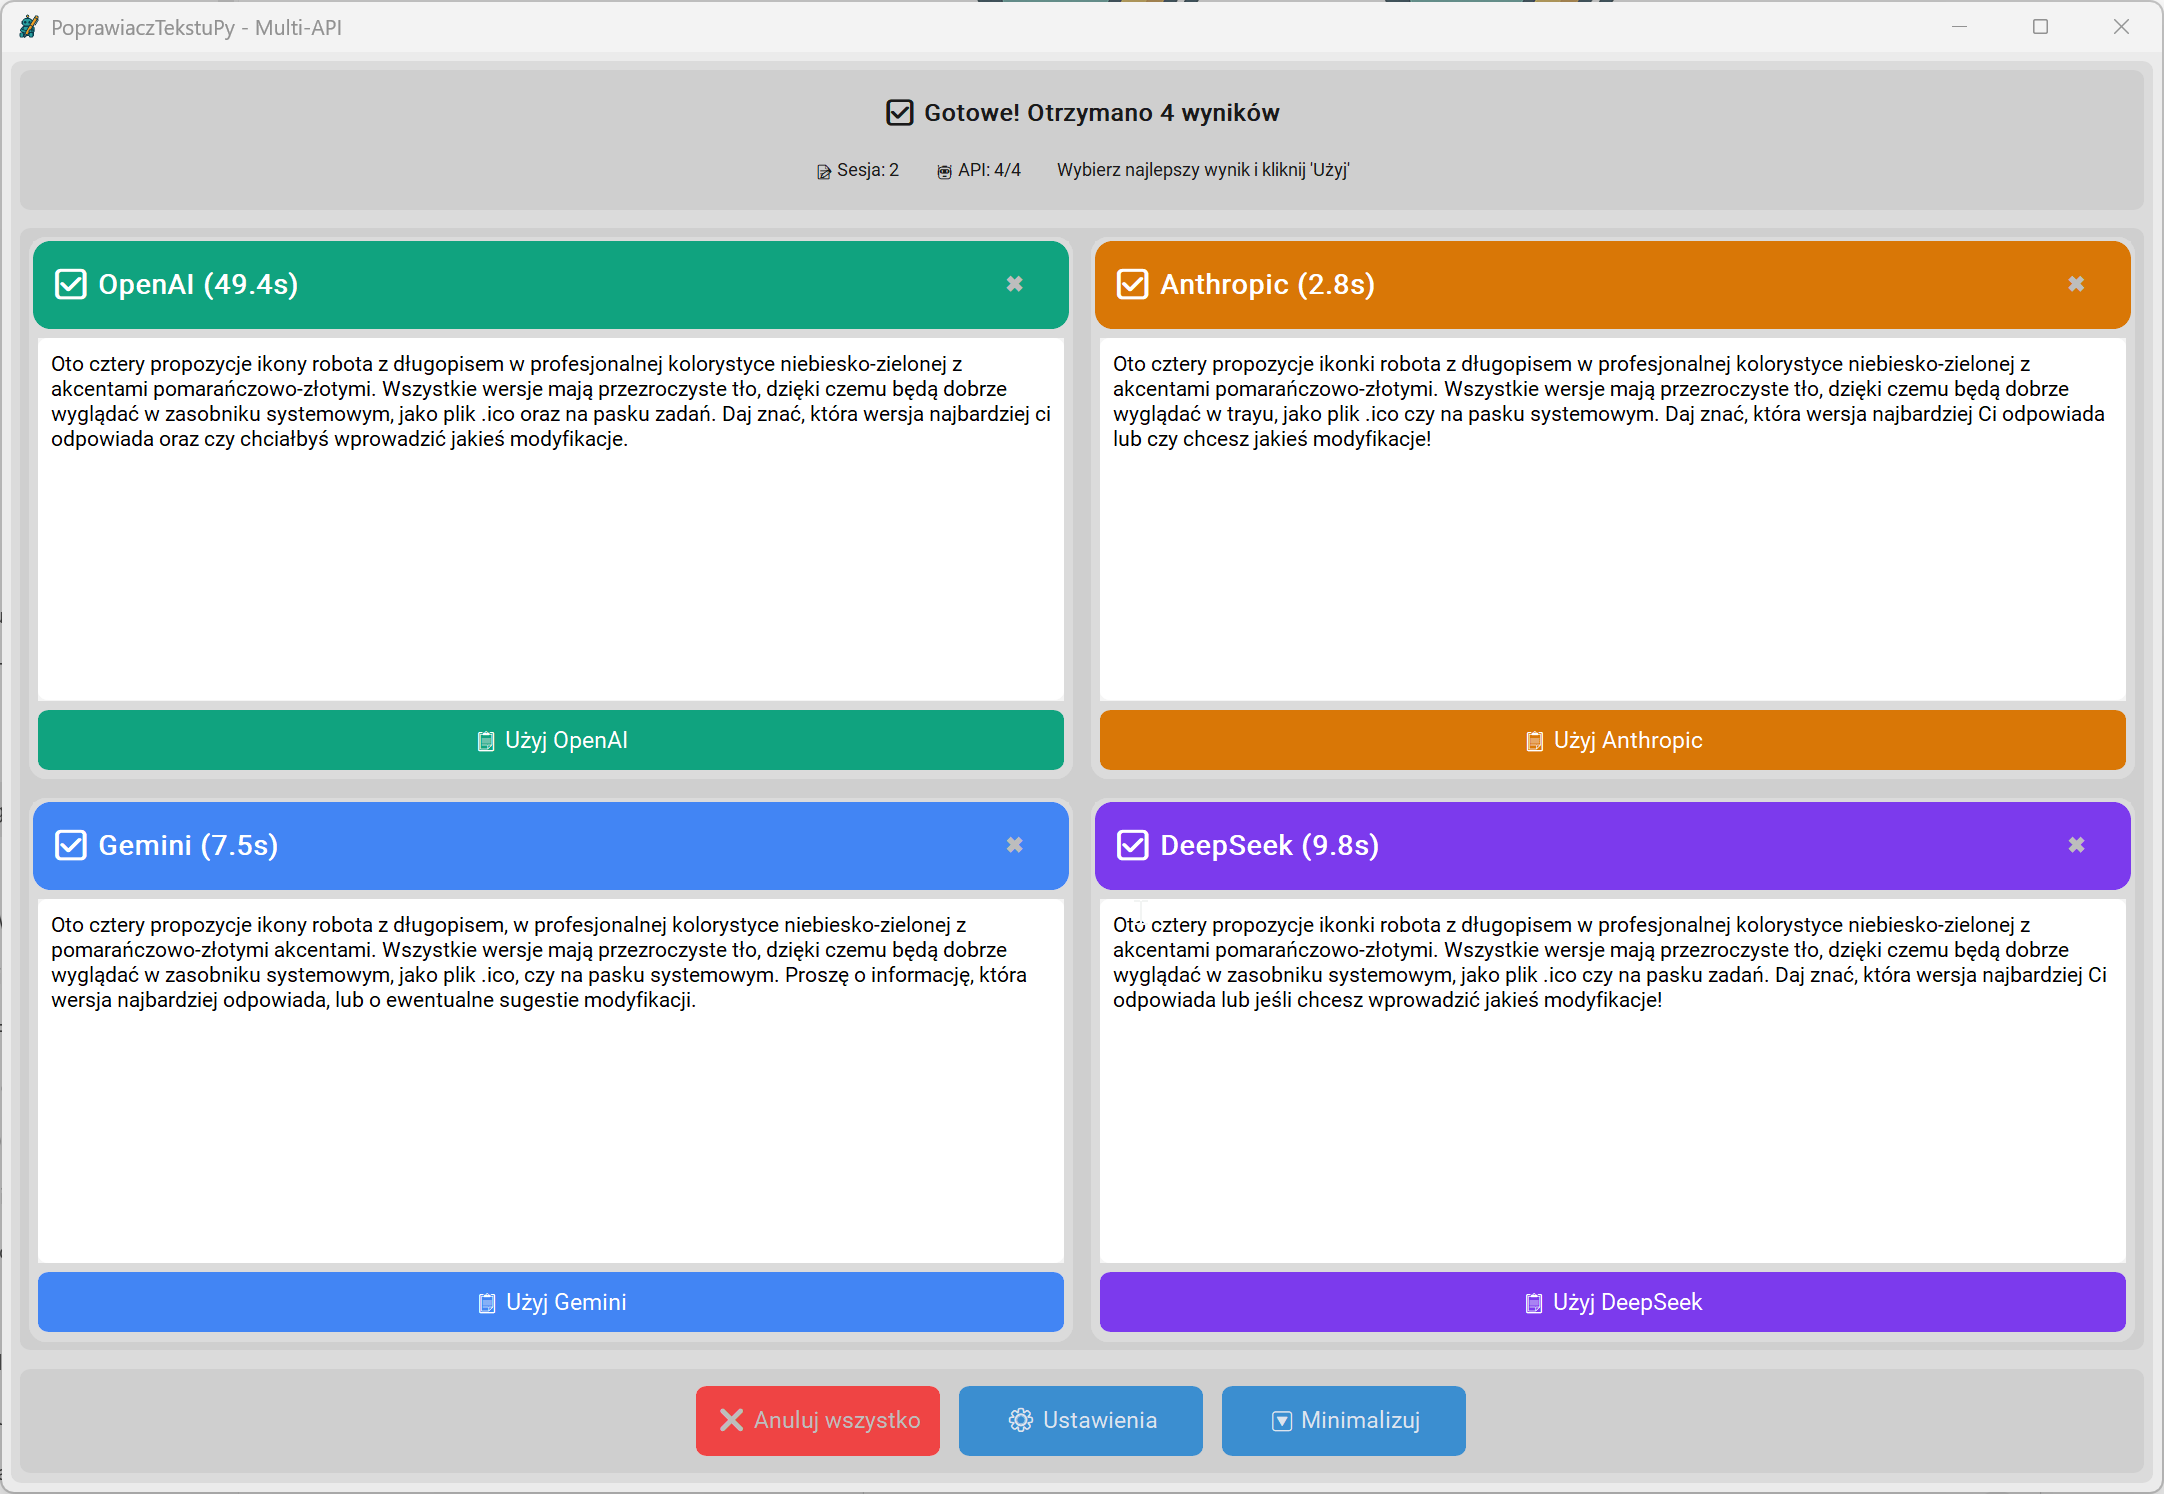 PoprawiaczTekstuPy - Multi-API
Gotowe! Otrzymano 4 wyników
Sesja: 2 API: 4/4 Wybierz najlepszy wynik i kliknij 'Użyj'
OpenAI (49.4s)
Oto cztery propozycje ikony robota z długopisem w profesjonalnej kolorystyce niebiesko-zielonej z
akcentami pomarańczowo-złotymi. Wszystkie wersje mają przezroczyste tło, dzięki czemu będą dobrze
wyglądać w zasobniku systemowym, jako plik .ico oraz na pasku zadań. Daj znać, która wersja najbardziej ci
odpowiada oraz czy chciałbyś wprowadzić jakieś modyfikacje.
Użyj OpenAI
Anthropic (2.8s)
Oto cztery propozycje ikonki robota z długopisem w profesjonalnej kolorystyce niebiesko-zielonej z
akcentami pomarańczowo-złotymi. Wszystkie wersje mają przezroczyste tło, dzięki czemu będą dobrze
wyglądać w trayu, jako plik .ico czy na pasku systemowym. Daj znać, która wersja najbardziej Ci odpowiada
lub czy chcesz jakieś modyfikacje!
Użyj Anthropic
Gemini (7.5s)
Oto cztery propozycje ikony robota z długopisem, w profesjonalnej kolorystyce niebiesko-zielonej z
pomarańczowo-złotymi akcentami. Wszystkie wersje mają przezroczyste tło, dzięki czemu będą dobrze
wyglądać w zasobniku systemowym, jako plik .ico, czy na pasku systemowym. Proszę o informację, która
wersja najbardziej odpowiada, lub o ewentualne sugestie modyfikacji.
Użyj Gemini
DeepSeek (9.8s)
Oto cztery propozycje ikonki robota z długopisem w profesjonalnej kolorystyce niebiesko-zielonej z
akcentami pomarańczowo-złotymi. Wszystkie wersje mają przezroczyste tło, dzięki czemu będą dobrze
wyglądać w zasobniku systemowym, jako plik .ico czy na pasku zadań. Daj znać, która wersja najbardziej Ci
odpowiada lub jeśli chcesz wprowadzić jakieś modyfikacje!
Użyj DeepSeek
Anuluj wszystko
Ustawienia
Minimalizuj